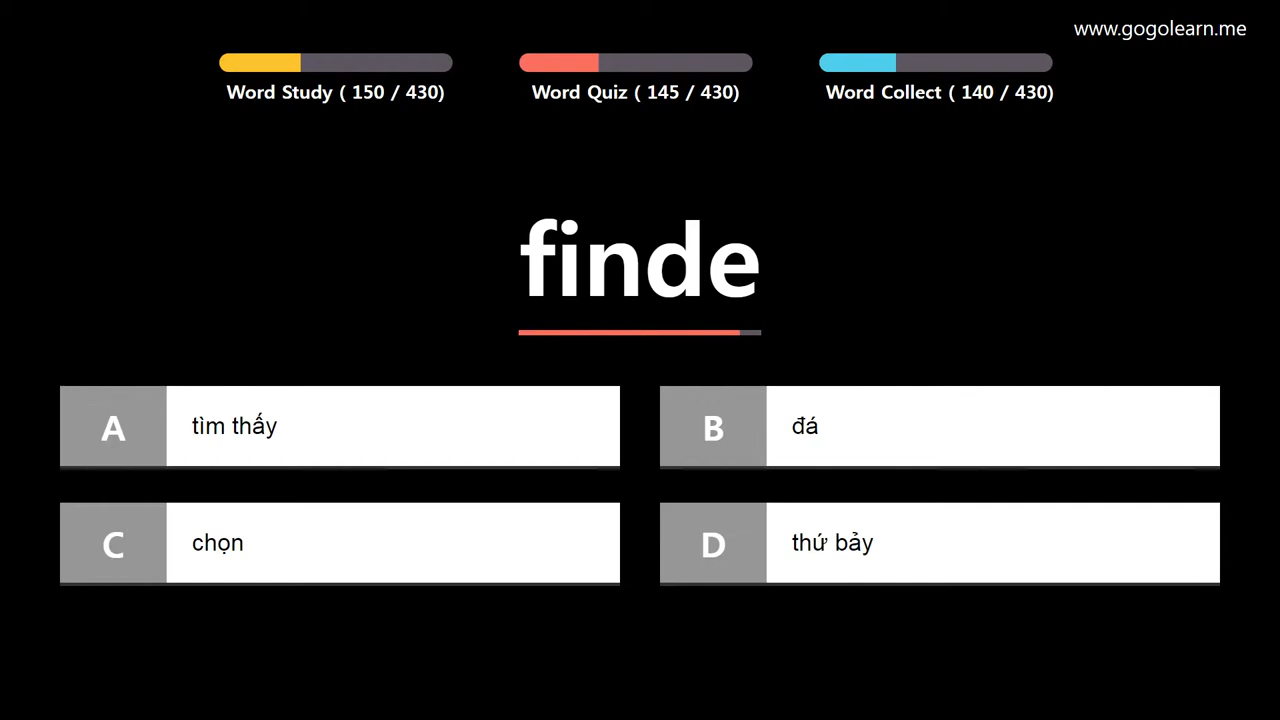 www.gogolearn.me
Word Study ( 150 / 430)
Word Quiz ( 145 / 430)
Word Collect ( 140 / 430)
finde
A tìm thấy
B đá
C chọn
D thứ bảy